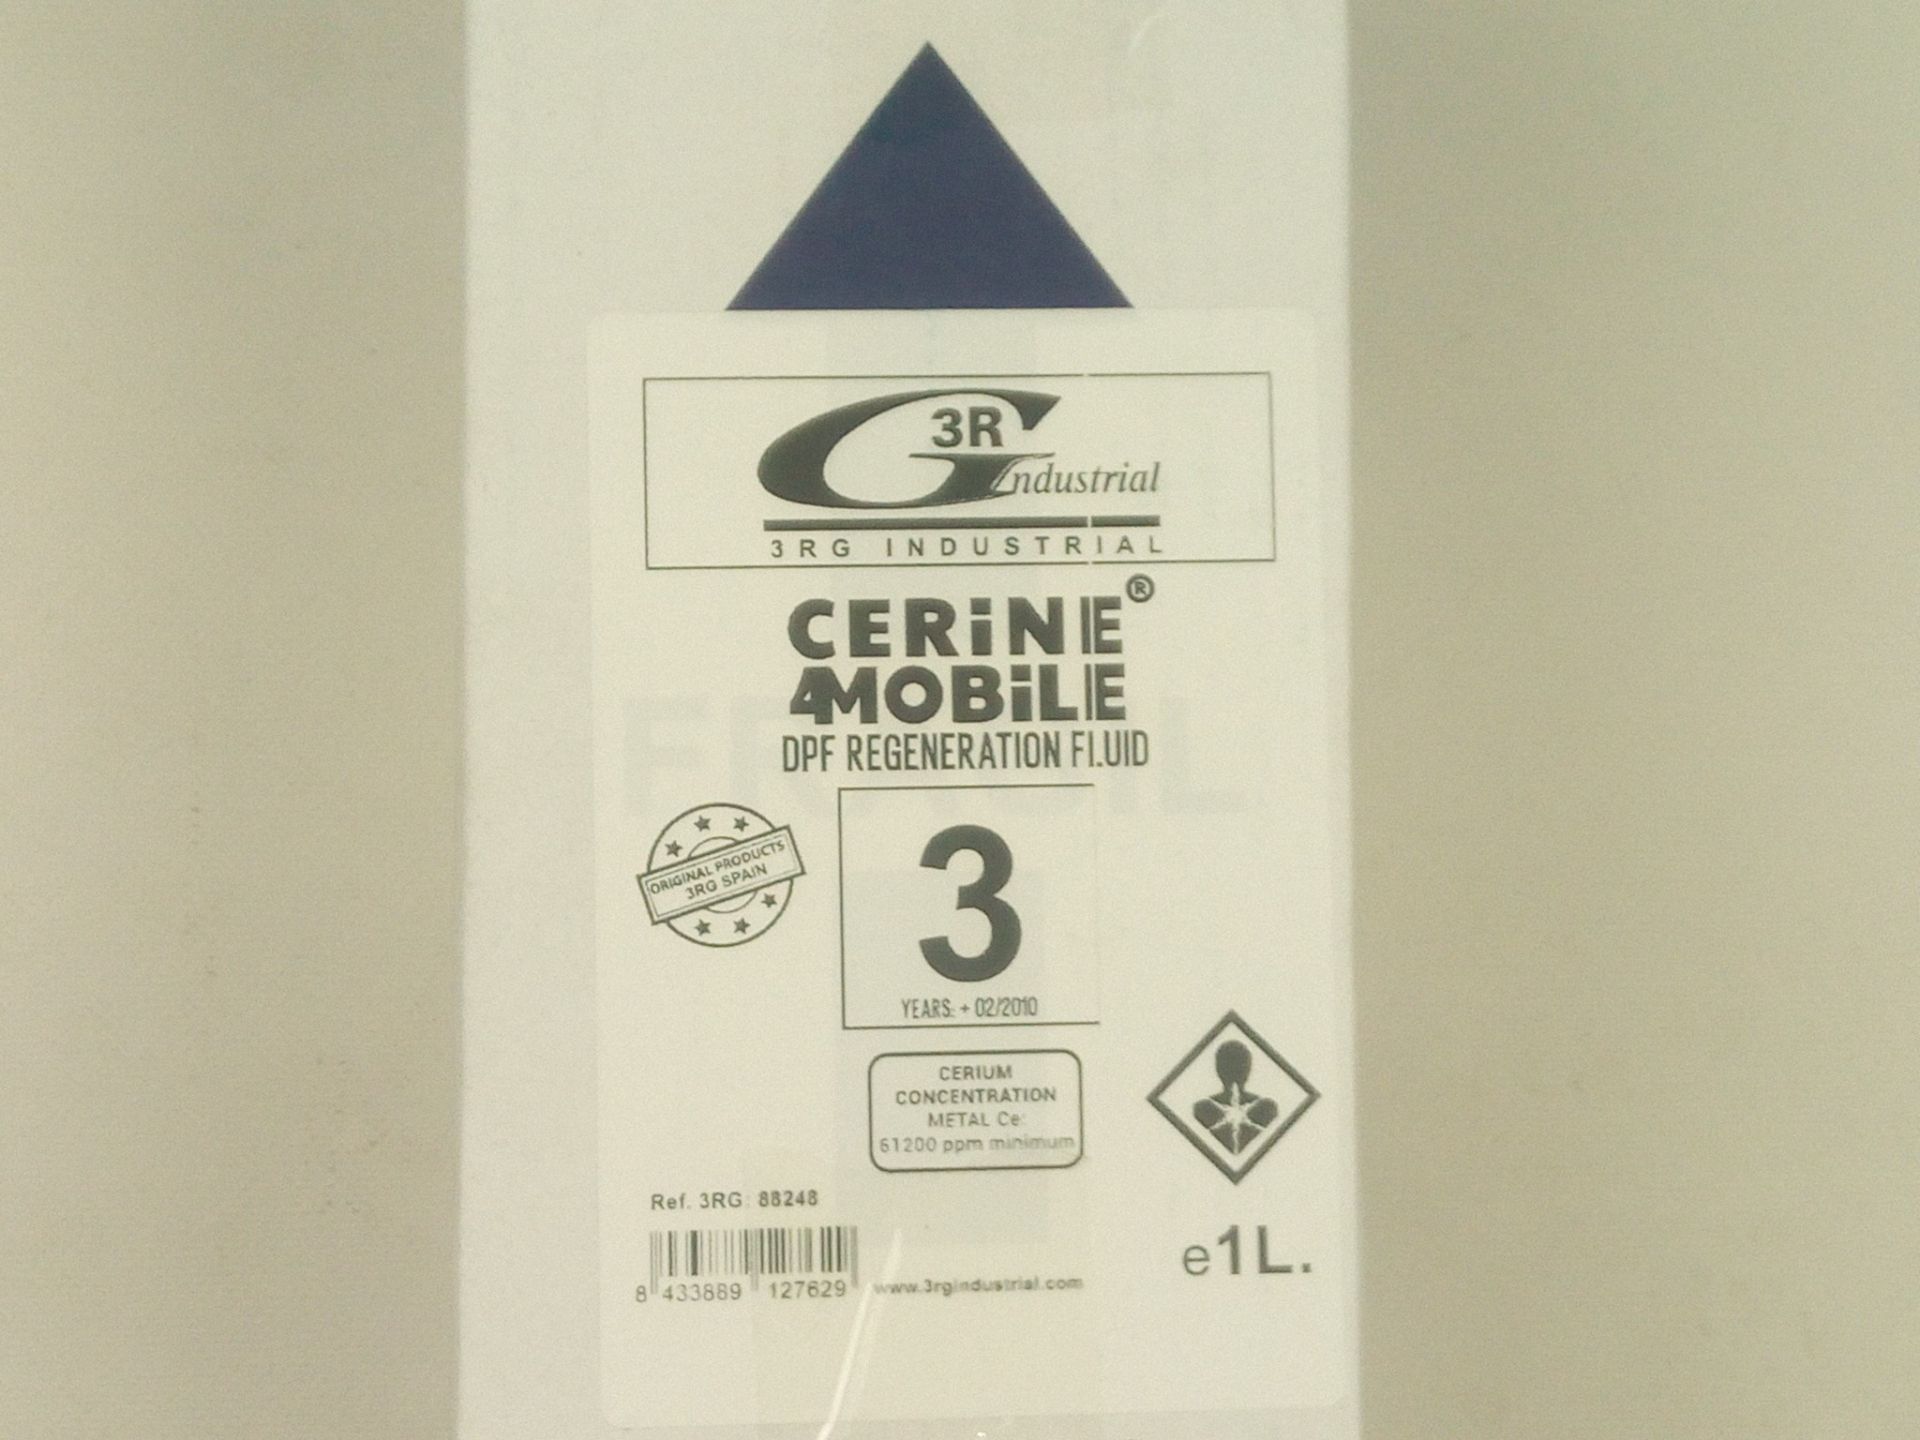 3R
Gndustrial
3RG INDUSTRIAL
CERiNE®
4MOBiLE
DPF REGENERATION FLUID
ORIGINAL PRODUCTS
3RG SPAIN
3
YEARS: + 02/2010
CERIUM
CONCENTRATION
METAL Ce:
61200 ppm minimum
Ref. 3RG: 88248
8 433889 127629
www.3rgindustrial.com
e1L.